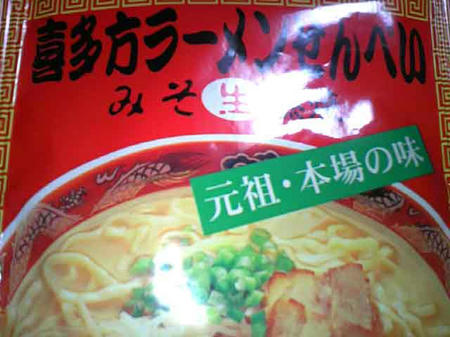 喜多方ラーメンせんべい
みそ生
元祖・本場の味